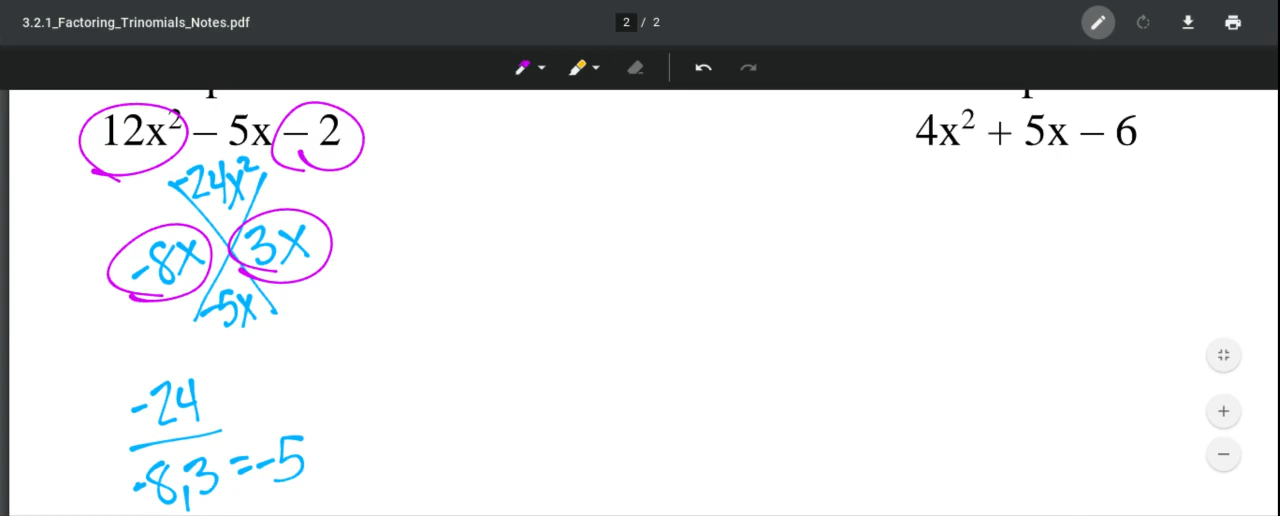 3.2.1_Factoring_Trinomials_Notes.pdf
2 / 2
12x² – 5x – 2
4x² + 5x – 6
-24x²
-8x 3x
-5x
-24
-8,3 = -5